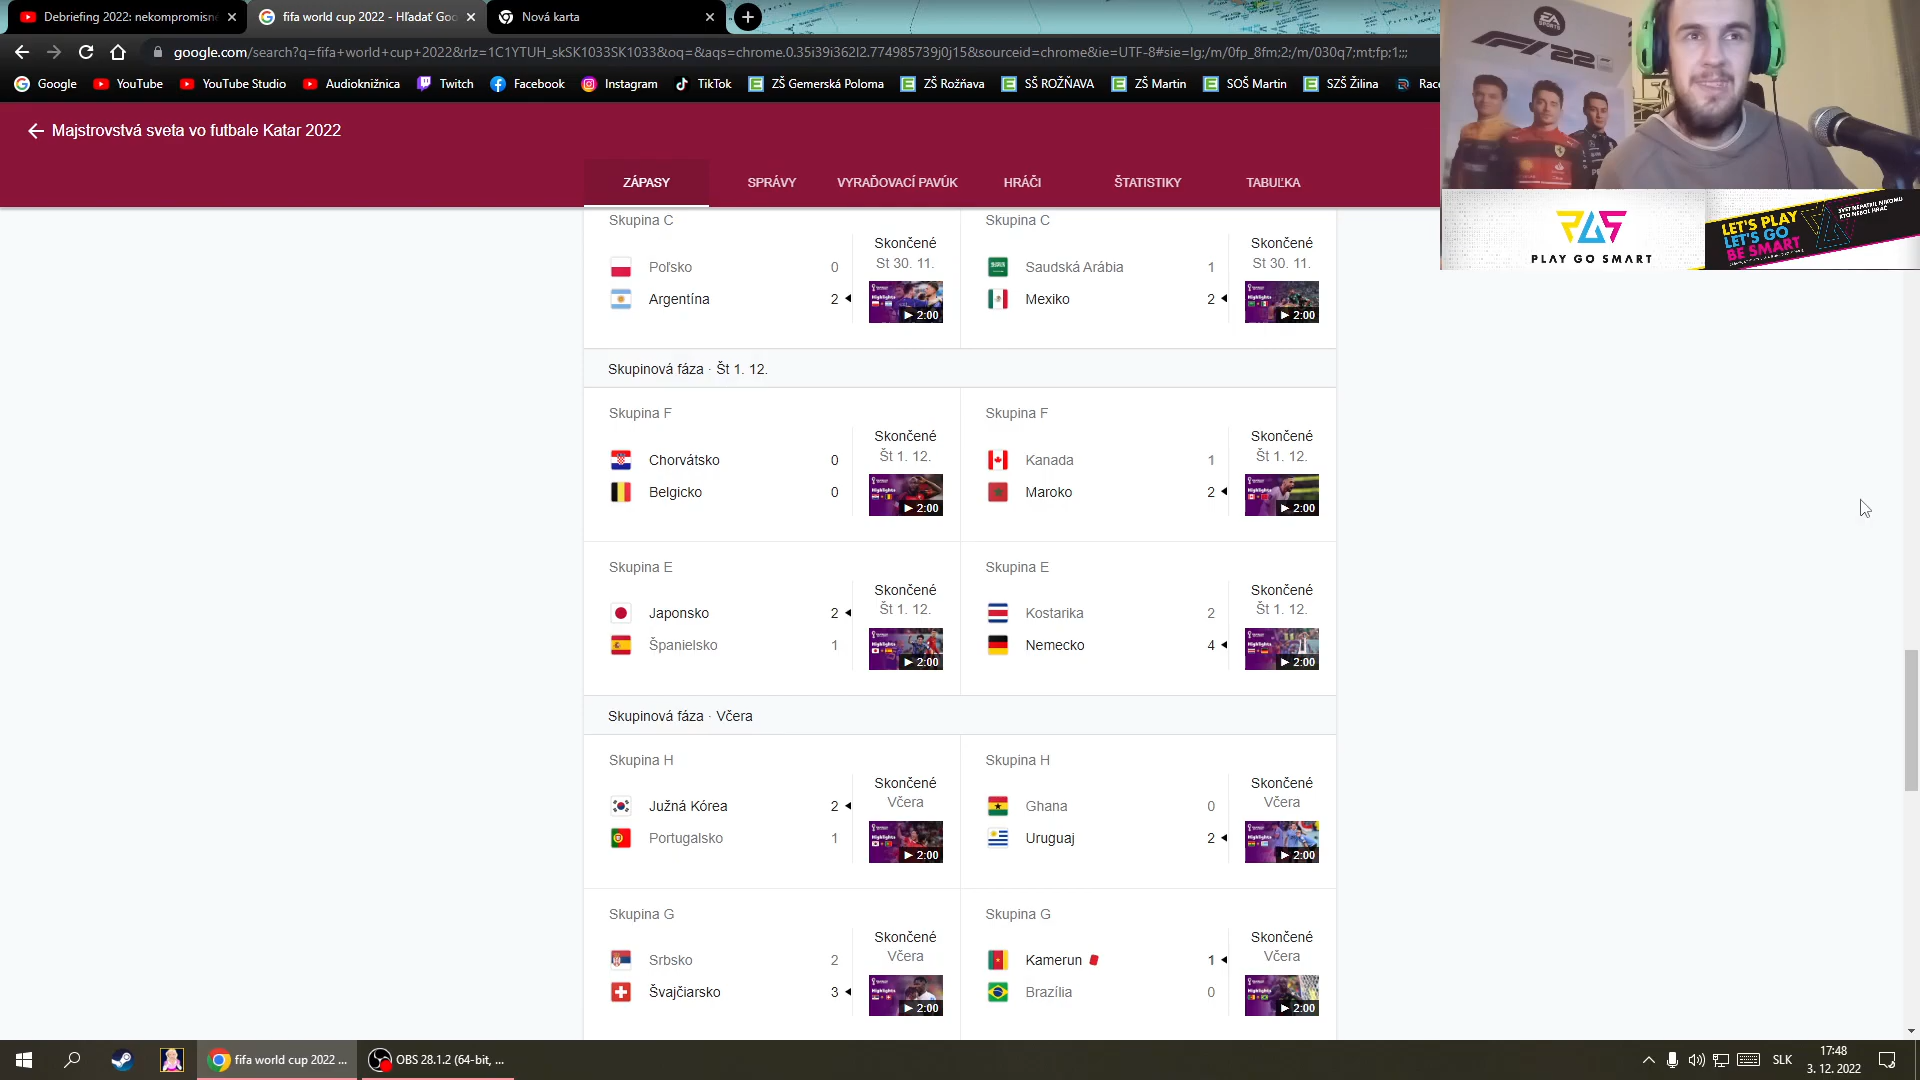 Debriefing 2022: nekompromisne
fifa world cup 2022 - Hľadať Goo
Nová karta
google.com/search?q=fifa+world+cup+2022&rlz=1C1YTUH_skSK1033SK1033&oq=&aqs=chrome.0.35i39i362l2.774985739j0j15&sourceid=chrome&ie=UTF-8#sie=lg;/m/0fp_8fm;2;/m/030q7;mt;fp;1;;;
Google YouTube YouTube Studio Audioknižnica Twitch Facebook Instagram TikTok ZŠ Gemerská Poloma ZŠ Rožňava SŠ ROŽŇAVA ZŠ Martin SOŠ Martin SZŠ Žilina Race
EA SPORTS
F1 22
LET'S PLAY
LET'S GO
BE SMART
SVET NEPATRIL NIKOMU
KTO NEBOL HRÁČ
PLAY GO SMART
Majstrovstvá sveta vo futbale Katar 2022
ZÁPASY SPRÁVY VYRAĎOVACÍ PAVÚK HRÁČI ŠTATISTIKY TABUĽKA
Skupina C
Poľsko 0
Argentína 2
Skončené
St 30. 11.
2:00
Skupina C
Saudská Arábia 1
Mexiko 2
Skončené
St 30. 11.
2:00
Skupinová fáza · Št 1. 12.
Skupina F
Chorvátsko 0
Belgicko 0
Skončené
Št 1. 12.
2:00
Skupina F
Kanada 1
Maroko 2
Skončené
Št 1. 12.
2:00
Skupina E
Japonsko 2
Španielsko 1
Skončené
Št 1. 12.
2:00
Skupina E
Kostarika 2
Nemecko 4
Skončené
Št 1. 12.
2:00
Skupinová fáza · Včera
Skupina H
Južná Kórea 2
Portugalsko 1
Skončené
Včera
2:00
Skupina H
Ghana 0
Uruguaj 2
Skončené
Včera
2:00
Skupina G
Srbsko 2
Švajčiarsko 3
Skončené
Včera
2:00
Skupina G
Kamerun 1
Brazília 0
Skončené
Včera
2:00
fifa world cup 2022 ...
OBS 28.1.2 (64-bit, ...
SLK
17:48
3. 12. 2022